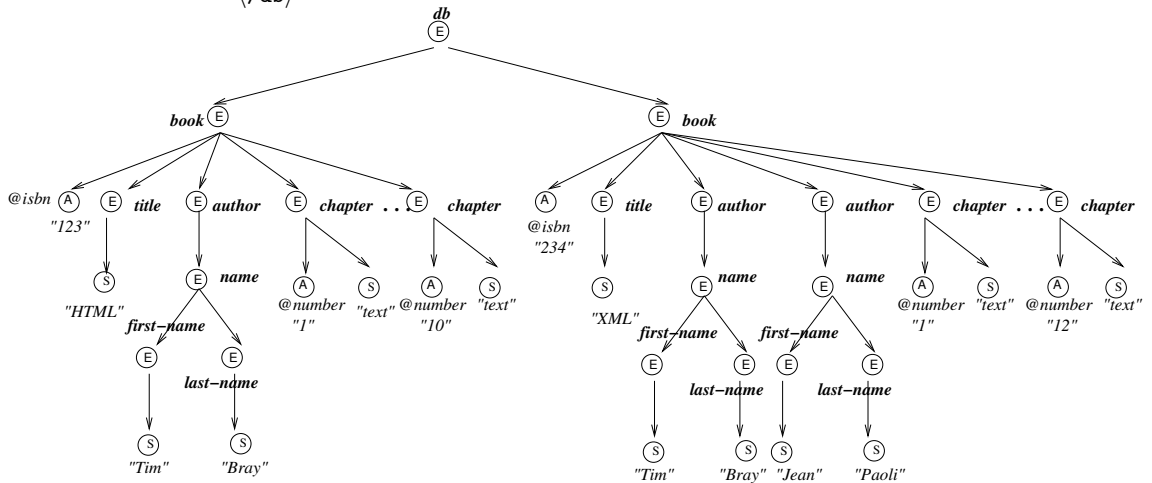 ⟨/db⟩
db
E
E E
book book
@isbn A E title E author E chapter ... E chapter A E title E author E author E chapter ... E chapter
"123" @isbn "234"
S E name A S A S S E name E name A S A S
"HTML" @number "text" @number "text" "XML" @number "text" @number "text"
"1" "10" "1" "12"
first-name first-name first-name
E E E E E E
last-name last-name last-name
S S S S S S
"Tim" "Bray" "Tim" "Bray" "Jean" "Paoli"